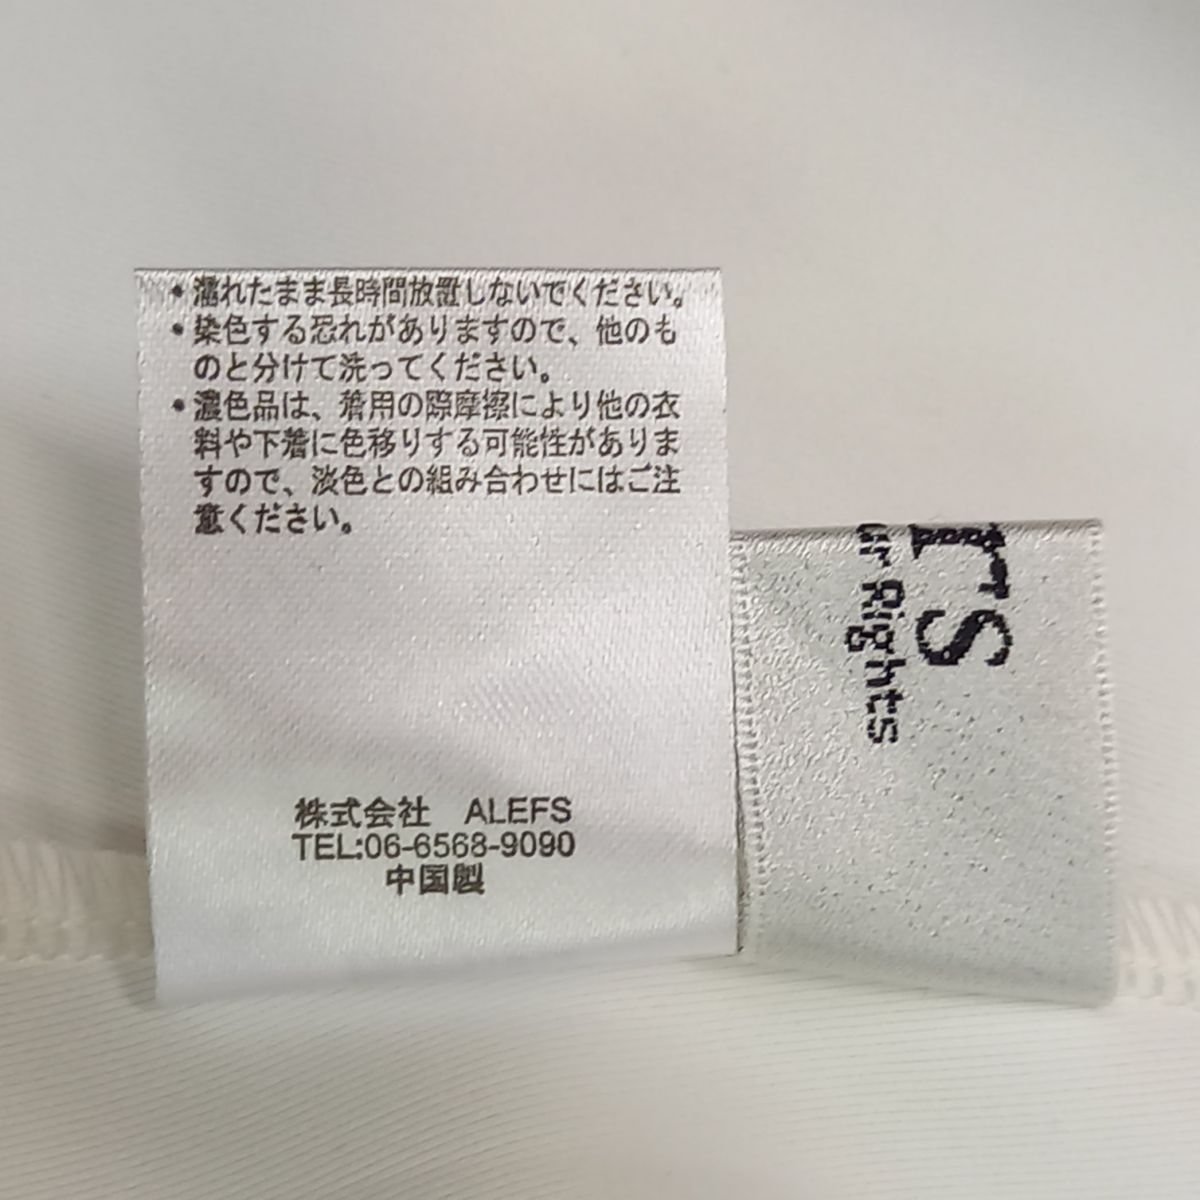 ・濡れたまま長時間放置しないでください。
・染色する恐れがありますので、他のも
のと分けて洗ってください。
・濃色品は、着用の際摩擦により他の衣
料や下着に色移りする可能性がありま
すので、淡色との組み合わせにはご注
意ください。
株式会社 ALEFS
TEL:06-6568-9090
中国製
rs
ur Rights